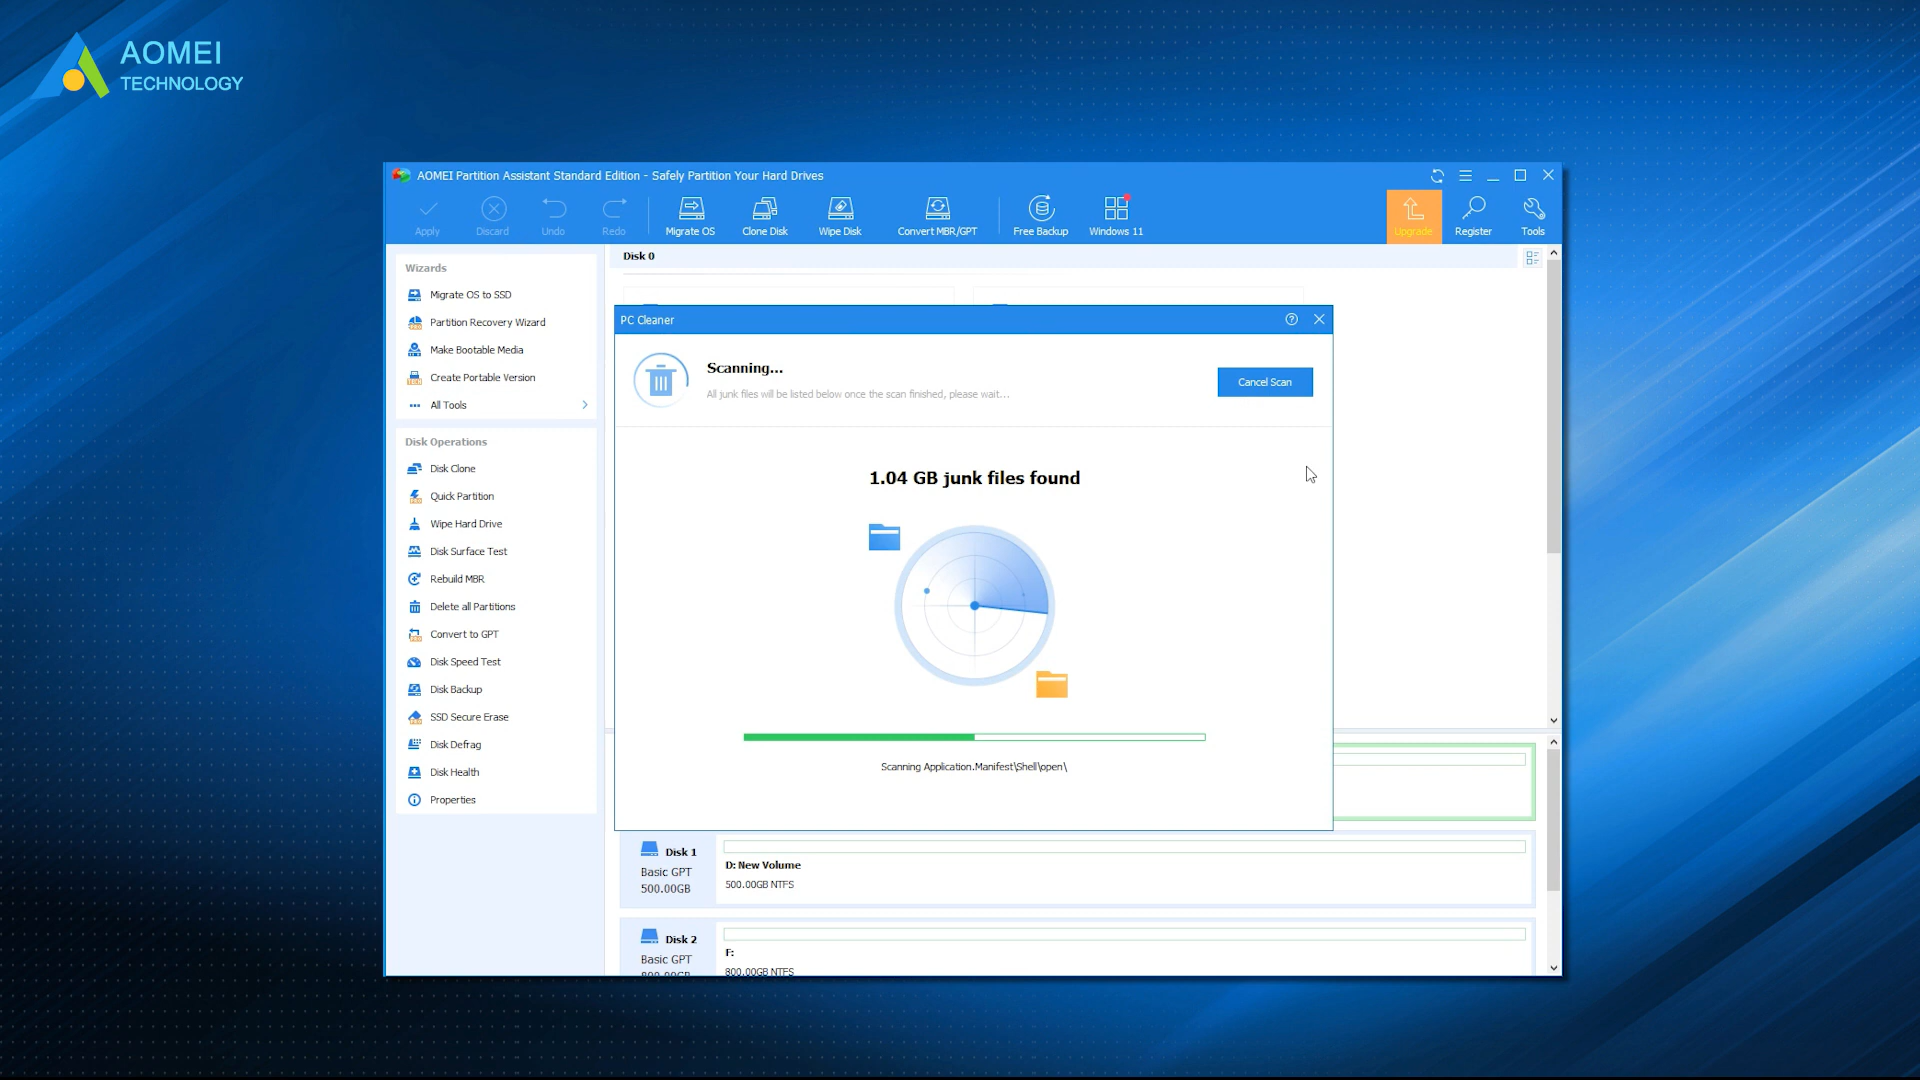 AOMEI
TECHNOLOGY
AOMEI Partition Assistant Standard Edition - Safely Partition Your Hard Drives
Apply
Discard
Undo
Redo
Migrate OS
Clone Disk
Wipe Disk
Convert MBR/GPT
Free Backup
Windows 11
Upgrade
Register
Tools
Wizards
Migrate OS to SSD
Partition Recovery Wizard
Make Bootable Media
Create Portable Version
All Tools
Disk Operations
Disk Clone
Quick Partition
Wipe Hard Drive
Disk Surface Test
Rebuild MBR
Delete all Partitions
Convert to GPT
Disk Speed Test
Disk Backup
SSD Secure Erase
Disk Defrag
Disk Health
Properties
Disk 0
PC Cleaner
Scanning...
All junk files will be listed below once the scan finished, please wait...
Cancel Scan
1.04 GB junk files found
Scanning Application.Manifest\Shell\open\
Disk 1
Basic GPT
500.00GB
D: New Volume
500.00GB NTFS
Disk 2
Basic GPT
800.00GB
F:
800.00GB NTFS